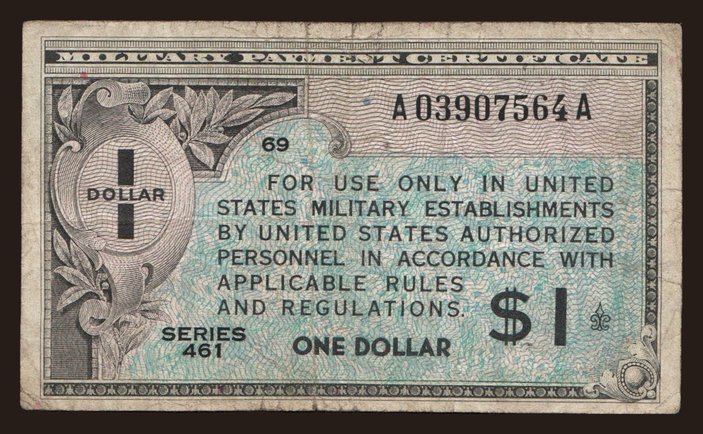 MILITARY PAYMENT CERTIFICATE
A03907564A
69
1
DOLLAR
FOR USE ONLY IN UNITED
STATES MILITARY ESTABLISHMENTS
BY UNITED STATES AUTHORIZED
PERSONNEL IN ACCORDANCE WITH
APPLICABLE RULES
AND REGULATIONS.
$1
SERIES
461
ONE DOLLAR